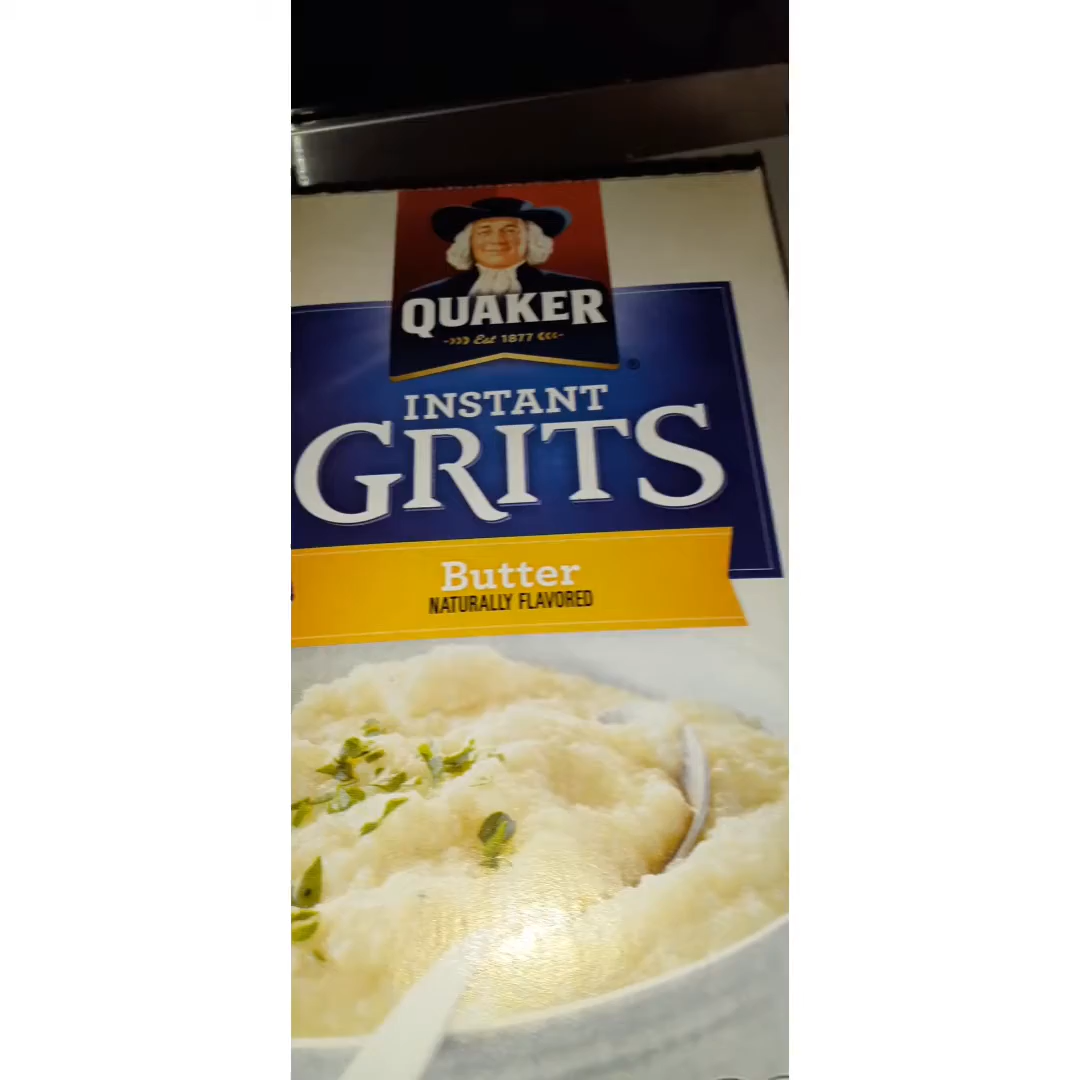 QUAKER
Est 1877
®
INSTANT
GRITS
Butter
NATURALLY FLAVORED